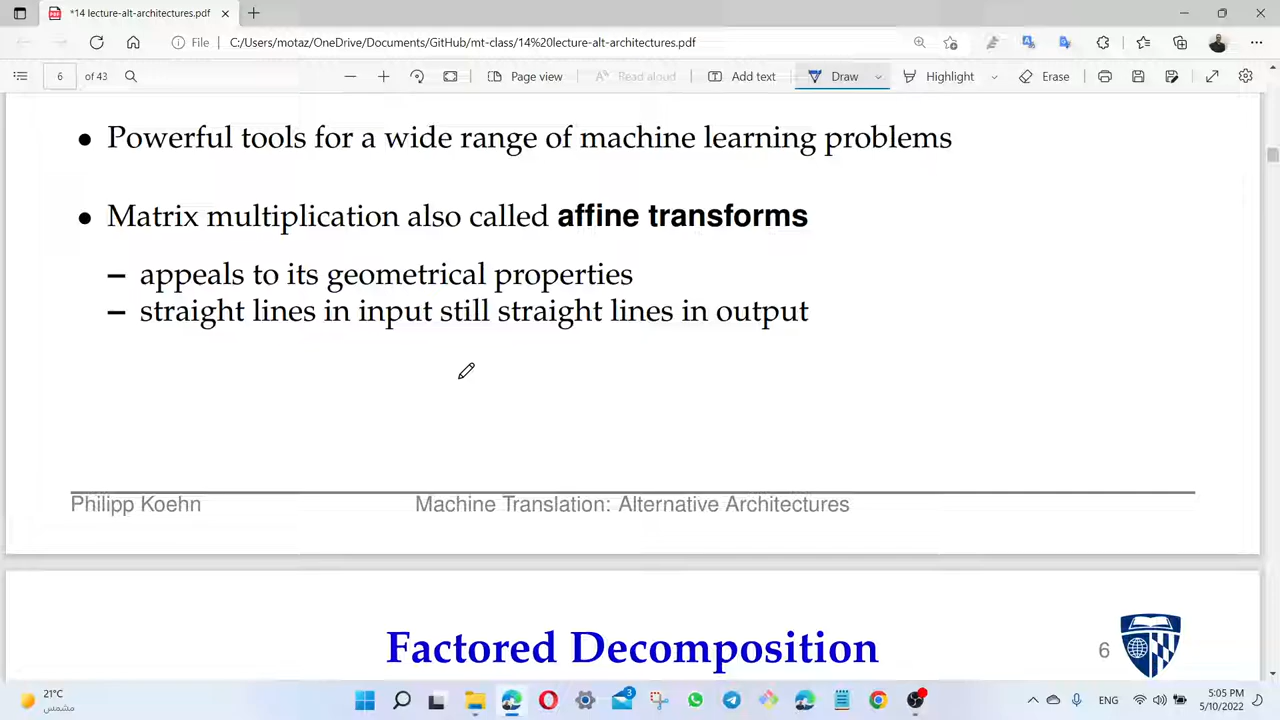 *14 lecture-alt-architectures.pdf
File C:/Users/motaz/OneDrive/Documents/GitHub/mt-class/14%20lecture-alt-architectures.pdf
6 of 43 Page view Read aloud Add text Draw Highlight Erase
• Powerful tools for a wide range of machine learning problems
• Matrix multiplication also called affine transforms
– appeals to its geometrical properties
– straight lines in input still straight lines in output
Philipp Koehn Machine Translation: Alternative Architectures
Factored Decomposition 6
21°C
مشمس
3
ENG
5:05 PM
5/10/2022